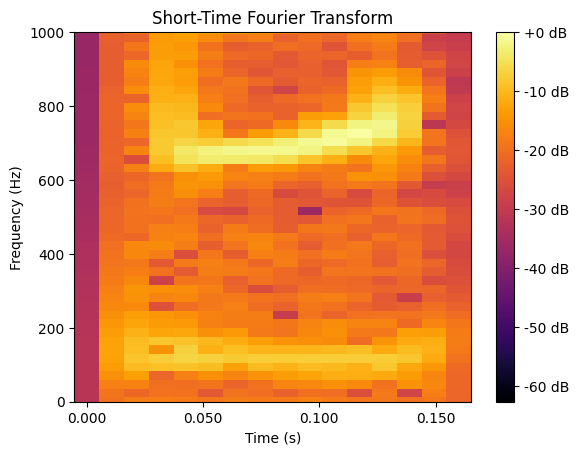 Short-Time Fourier Transform
1000
800
600
400
200
0
Frequency (Hz)
0.000
0.050
0.100
0.150
Time (s)
+0 dB
-10 dB
-20 dB
-30 dB
-40 dB
-50 dB
-60 dB